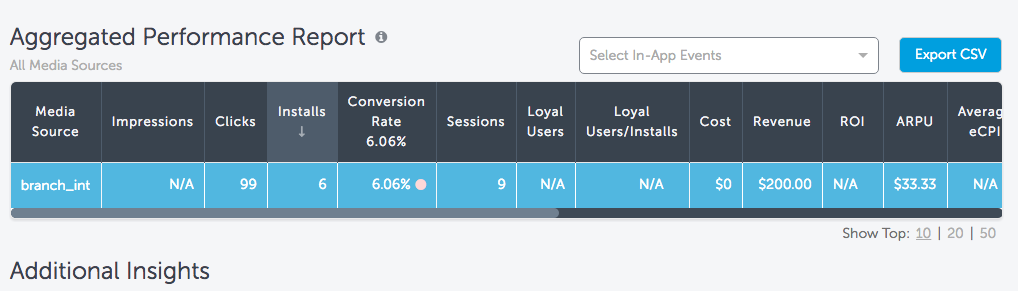 Aggregated Performance Report
All Media Sources
Select In-App Events
Export CSV
Media Source
Impressions
Clicks
Installs ↓
Conversion Rate 6.06%
Sessions
Loyal Users
Loyal Users/Installs
Cost
Revenue
ROI
ARPU
Averag eCPI
branch_int N/A 99 6 6.06% 9 N/A N/A $0 $200.00 N/A $33.33 N/A
Show Top: 10 | 20 | 50
Additional Insights